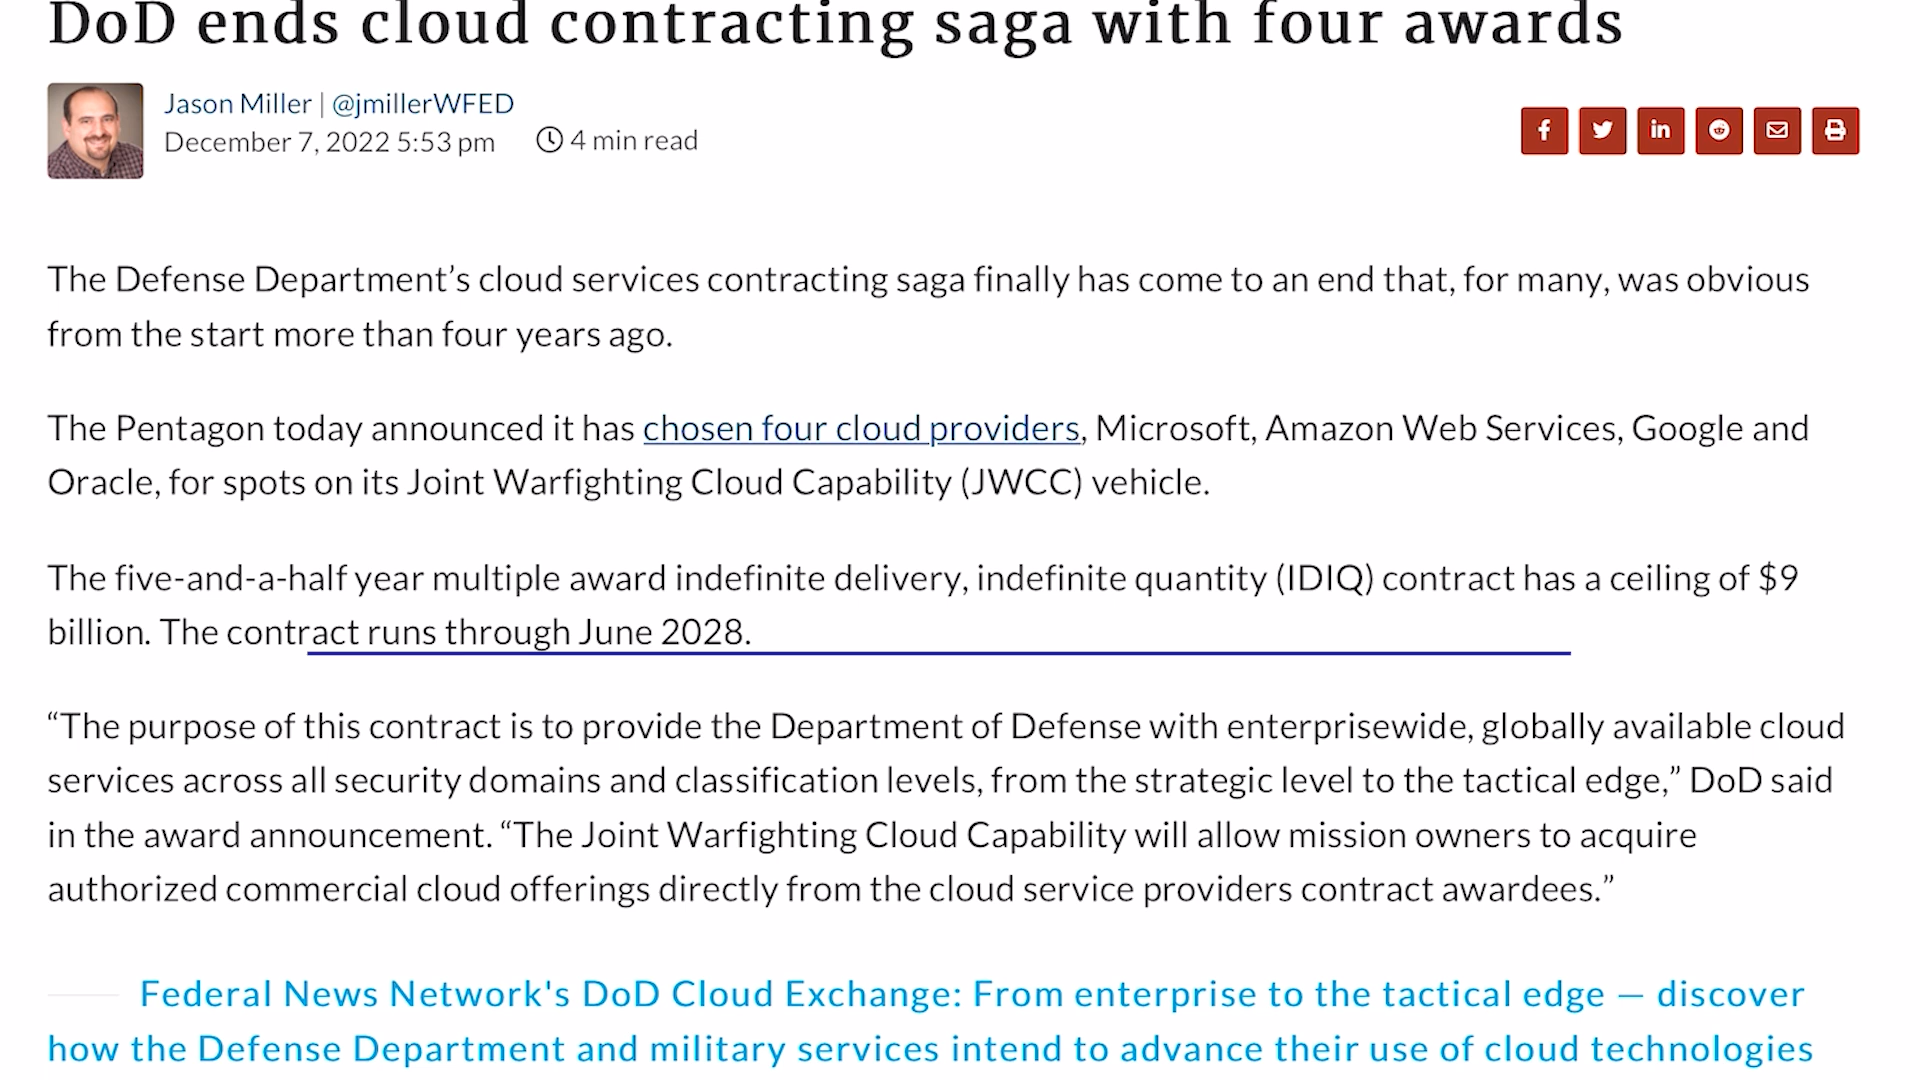 DoD ends cloud contracting saga with four awards
Jason Miller | @jmillerWFED
December 7, 2022 5:53 pm 4 min read
The Defense Department’s cloud services contracting saga finally has come to an end that, for many, was obvious
from the start more than four years ago.
The Pentagon today announced it has chosen four cloud providers, Microsoft, Amazon Web Services, Google and
Oracle, for spots on its Joint Warfighting Cloud Capability (JWCC) vehicle.
The five-and-a-half year multiple award indefinite delivery, indefinite quantity (IDIQ) contract has a ceiling of $9
billion. The contract runs through June 2028.
“The purpose of this contract is to provide the Department of Defense with enterprisewide, globally available cloud
services across all security domains and classification levels, from the strategic level to the tactical edge,” DoD said
in the award announcement. “The Joint Warfighting Cloud Capability will allow mission owners to acquire
authorized commercial cloud offerings directly from the cloud service providers contract awardees.”
Federal News Network's DoD Cloud Exchange: From enterprise to the tactical edge — discover
how the Defense Department and military services intend to advance their use of cloud technologies